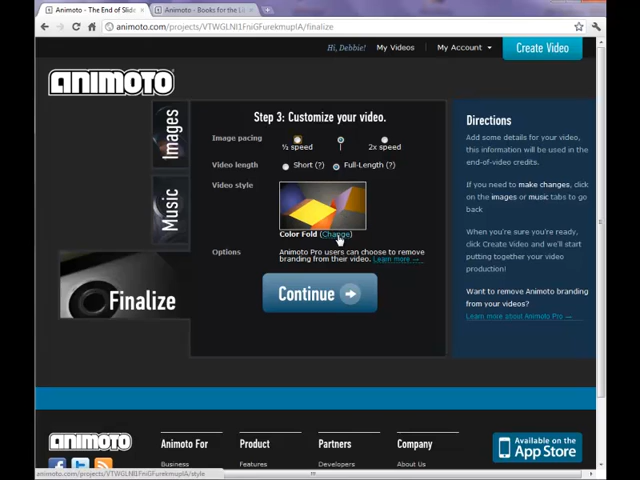 Animoto - The End of Slide
Animoto - Books for the Li
animoto.com/projects/VTWGLNI1FniGFurekmupIA/finalize
Hi, Debbie!
My Videos
My Account
Create Video
ANIMOTO
Images
Music
Finalize
Step 3: Customize your video.
Image pacing
½ speed
2x speed
Video length
Short (?)
Full-Length (?)
Video style
Color Fold (Change)
Options
Animoto Pro users can choose to remove
branding from their video. Learn more →
Continue
Directions
Add some details for your video,
this information will be used in the
end-of-video credits.
If you need to make changes, click
on the images or music tabs to go
back
When you're sure you're ready,
click Create Video and we'll start
putting together your video
production!
Want to remove Animoto branding
from your videos?
Learn more about Animoto Pro →
ANIMOTO
Animoto For
Business
Product
Features
Partners
Developers
Company
About Us
Available on the
App Store
animoto.com/projects/VTWGLNI1FniGFurekmupIA/style